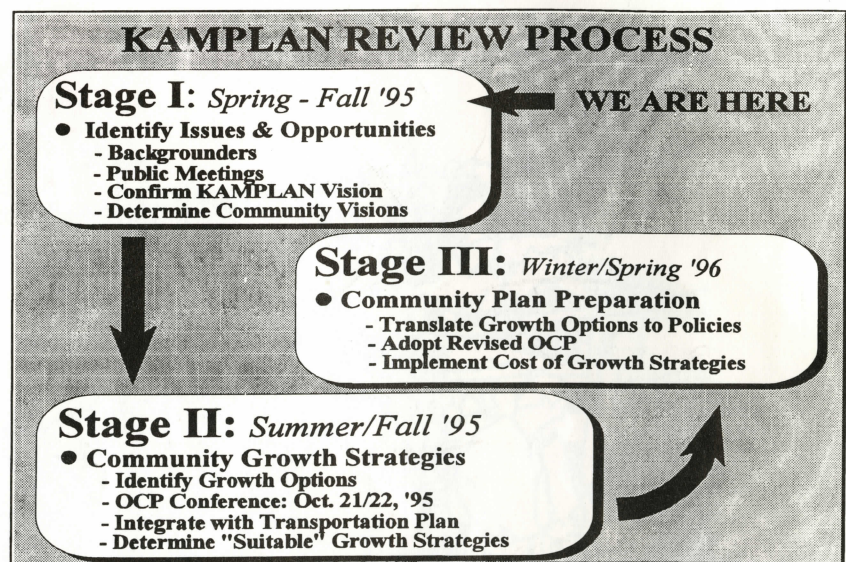 KAMPLAN REVIEW PROCESS
Stage I: Spring - Fall '95
WE ARE HERE
● Identify Issues & Opportunities
- Backgrounders
- Public Meetings
- Confirm KAMPLAN Vision
- Determine Community Visions
Stage III: Winter/Spring '96
● Community Plan Preparation
- Translate Growth Options to Policies
- Adopt Revised OCP
- Implement Cost of Growth Strategies
Stage II: Summer/Fall '95
● Community Growth Strategies
- Identify Growth Options
- OCP Conference: Oct. 21/22, '95
- Integrate with Transportation Plan
- Determine "Suitable" Growth Strategies